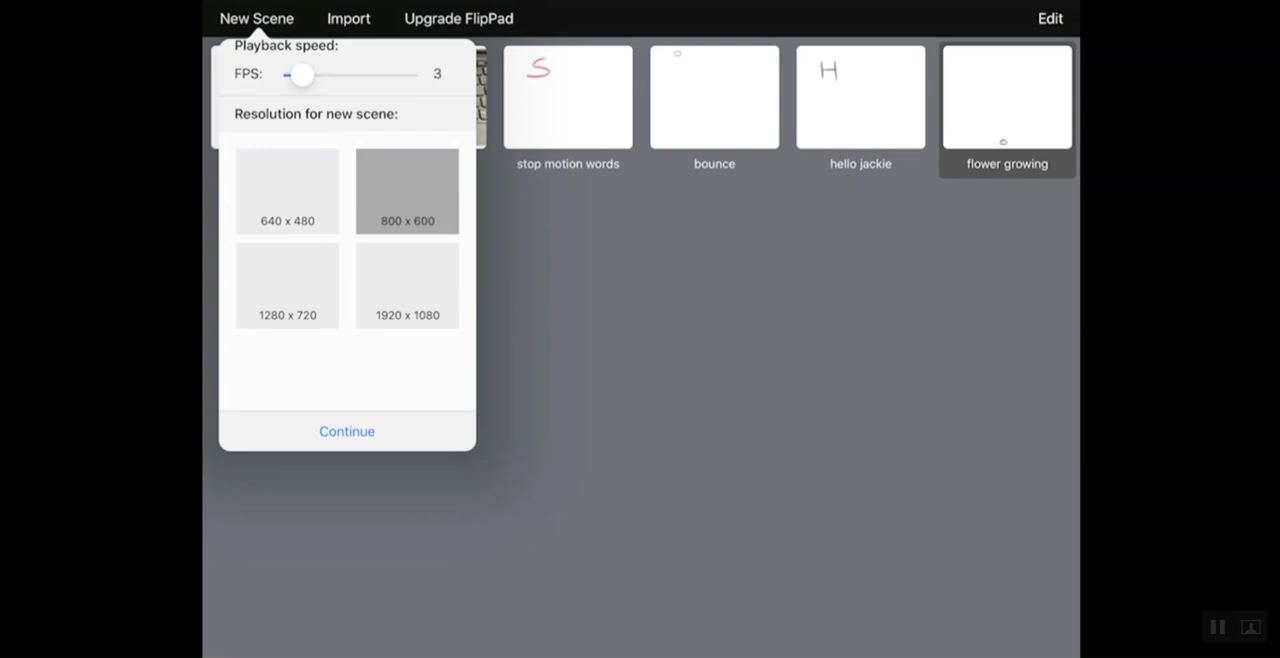 New Scene Import Upgrade FlipPad Edit
Playback speed:
FPS: 3
Resolution for new scene:
640 x 480 800 x 600
1280 x 720 1920 x 1080
Continue
S H
stop motion words bounce hello jackie flower growing